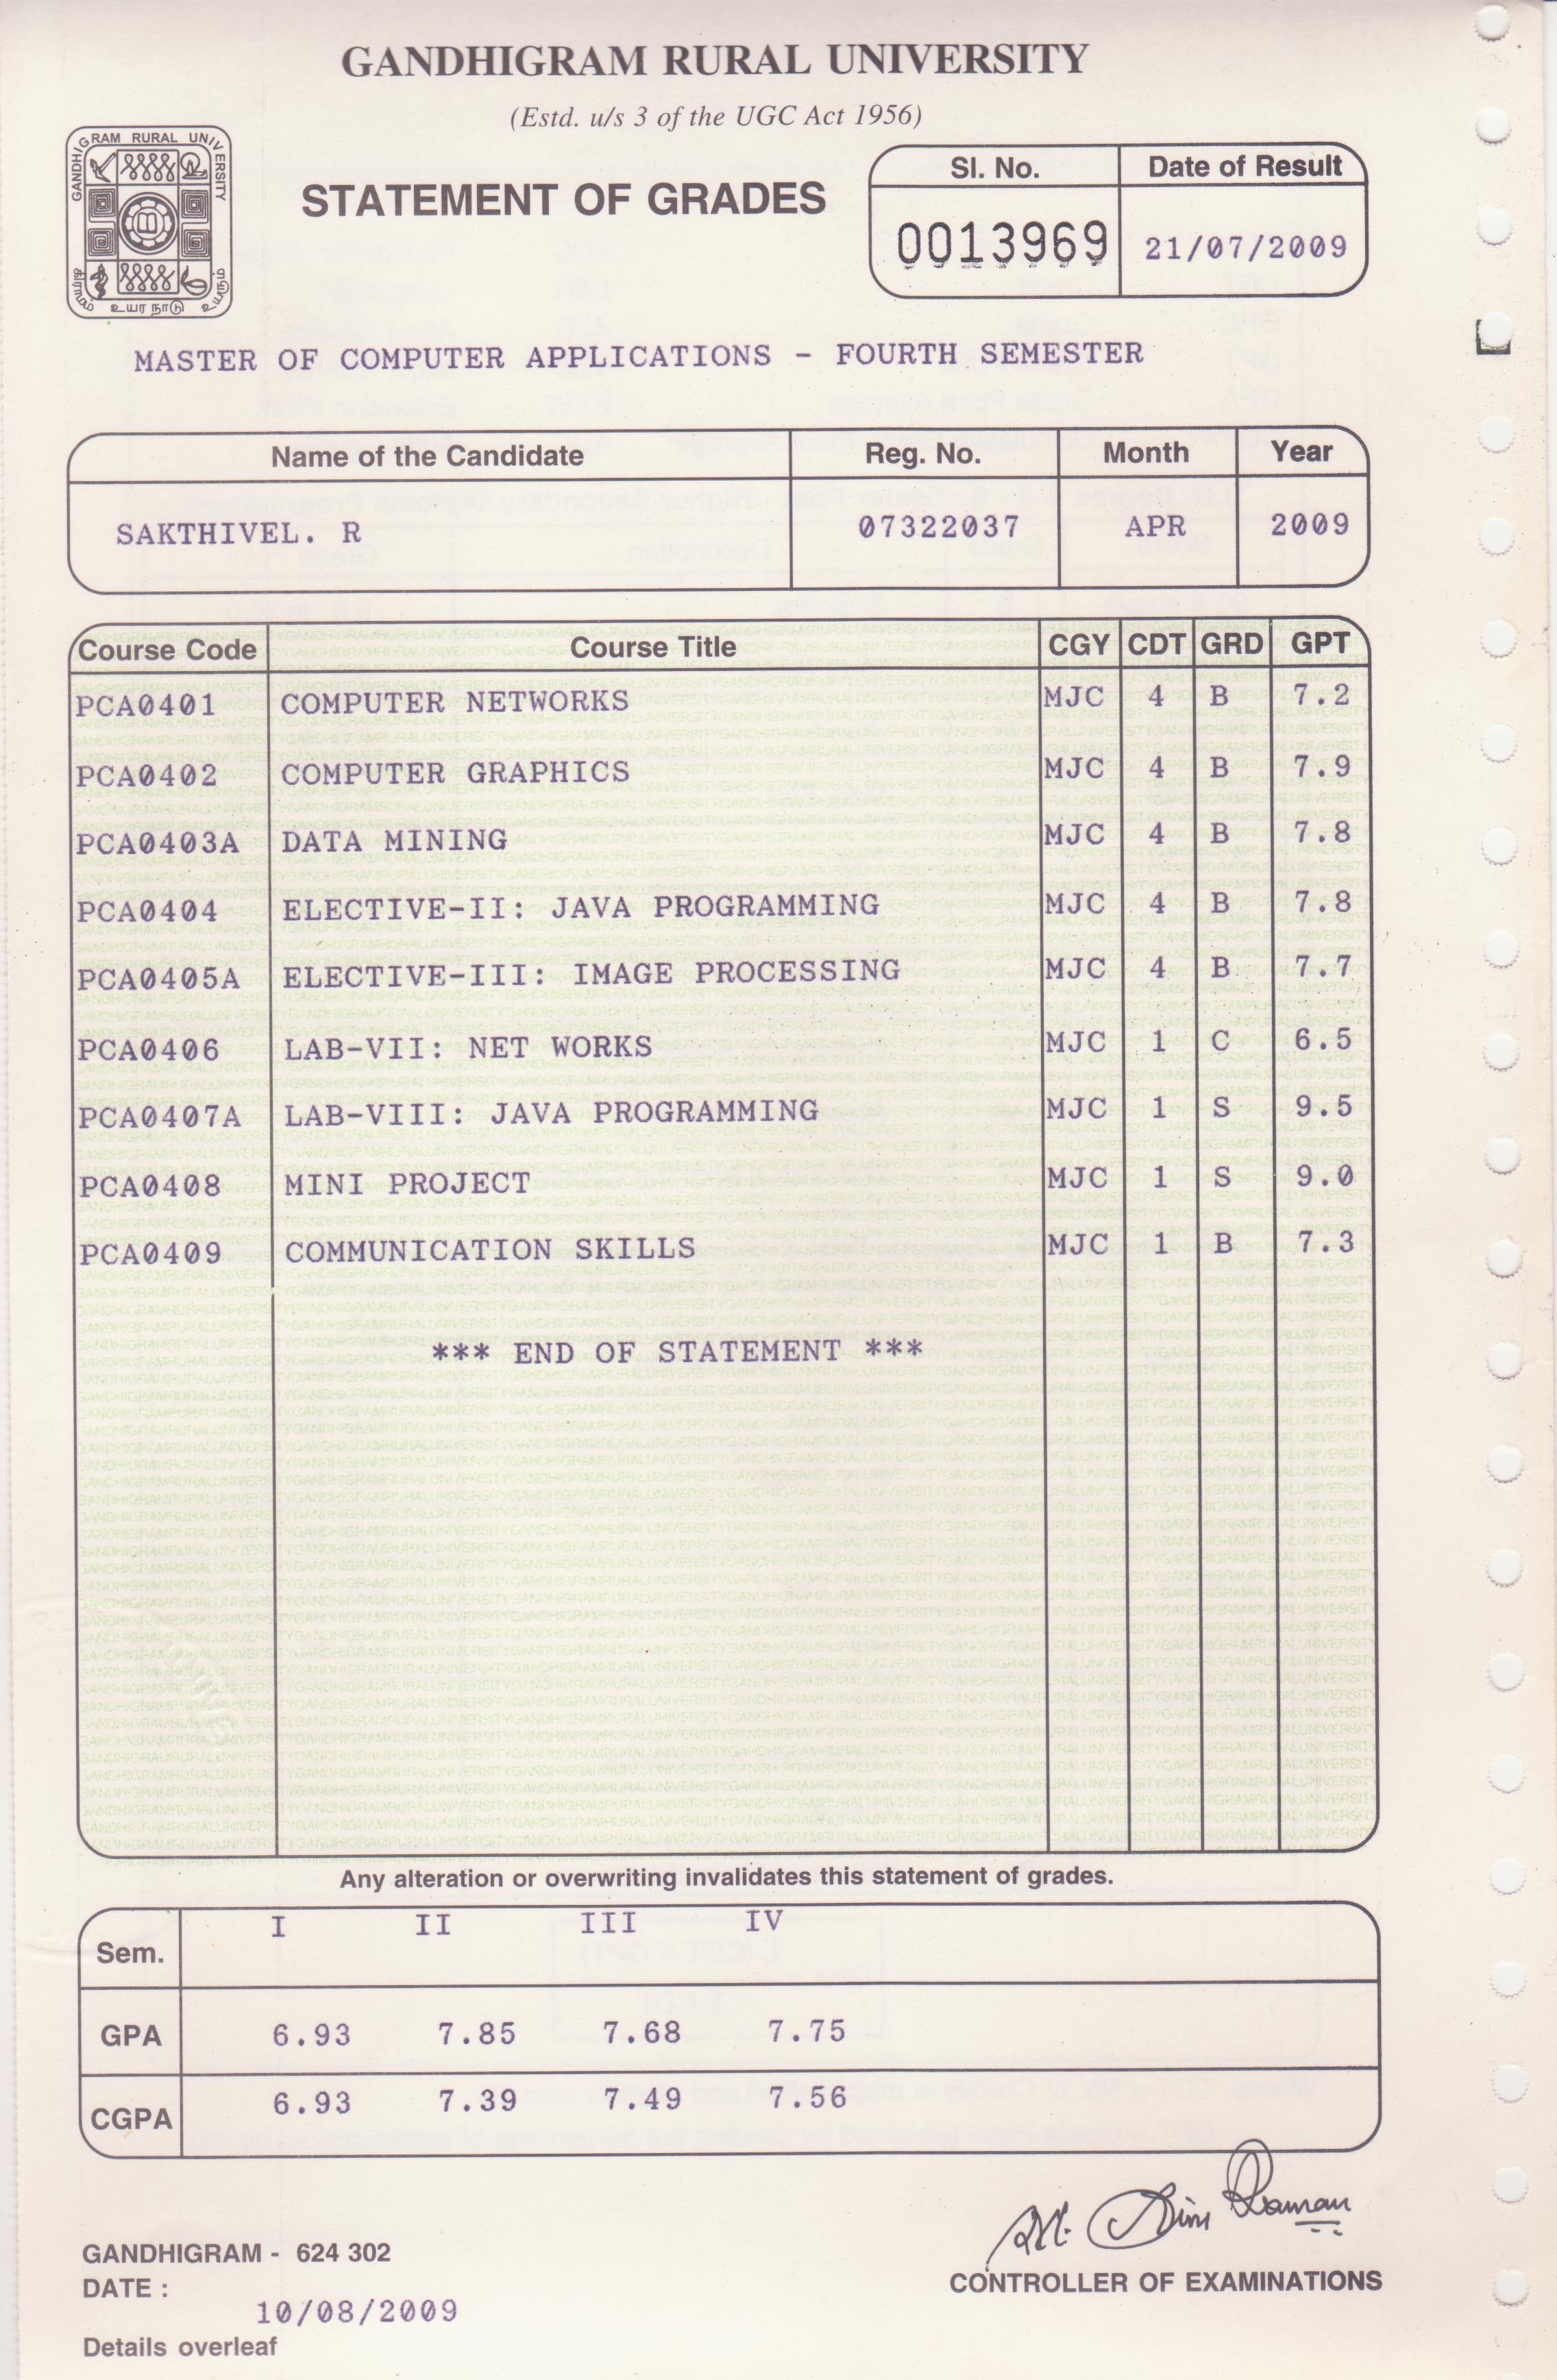 GANDHIGRAM RURAL UNIVERSITY
(Estd. u/s 3 of the UGC Act 1956)
GANDHIGRAM RURAL UNIVERSITY
கிராமம் உயர நாடு உயரும்
STATEMENT OF GRADES
Sl. No. Date of Result
0013969 21/07/2009
MASTER OF COMPUTER APPLICATIONS - FOURTH SEMESTER
Name of the Candidate Reg. No. Month Year
SAKTHIVEL. R 07322037 APR 2009
Course Code Course Title CGY CDT GRD GPT
PCA0401 COMPUTER NETWORKS MJC 4 B 7.2
PCA0402 COMPUTER GRAPHICS MJC 4 B 7.9
PCA0403A DATA MINING MJC 4 B 7.8
PCA0404 ELECTIVE-II: JAVA PROGRAMMING MJC 4 B 7.8
PCA0405A ELECTIVE-III: IMAGE PROCESSING MJC 4 B 7.7
PCA0406 LAB-VII: NET WORKS MJC 1 C 6.5
PCA0407A LAB-VIII: JAVA PROGRAMMING MJC 1 S 9.5
PCA0408 MINI PROJECT MJC 1 S 9.0
PCA0409 COMMUNICATION SKILLS MJC 1 B 7.3
*** END OF STATEMENT ***
Any alteration or overwriting invalidates this statement of grades.
Sem. I II III IV
GPA 6.93 7.85 7.68 7.75
CGPA 6.93 7.39 7.49 7.56
GANDHIGRAM - 624 302
DATE :
10/08/2009
CONTROLLER OF EXAMINATIONS
Details overleaf